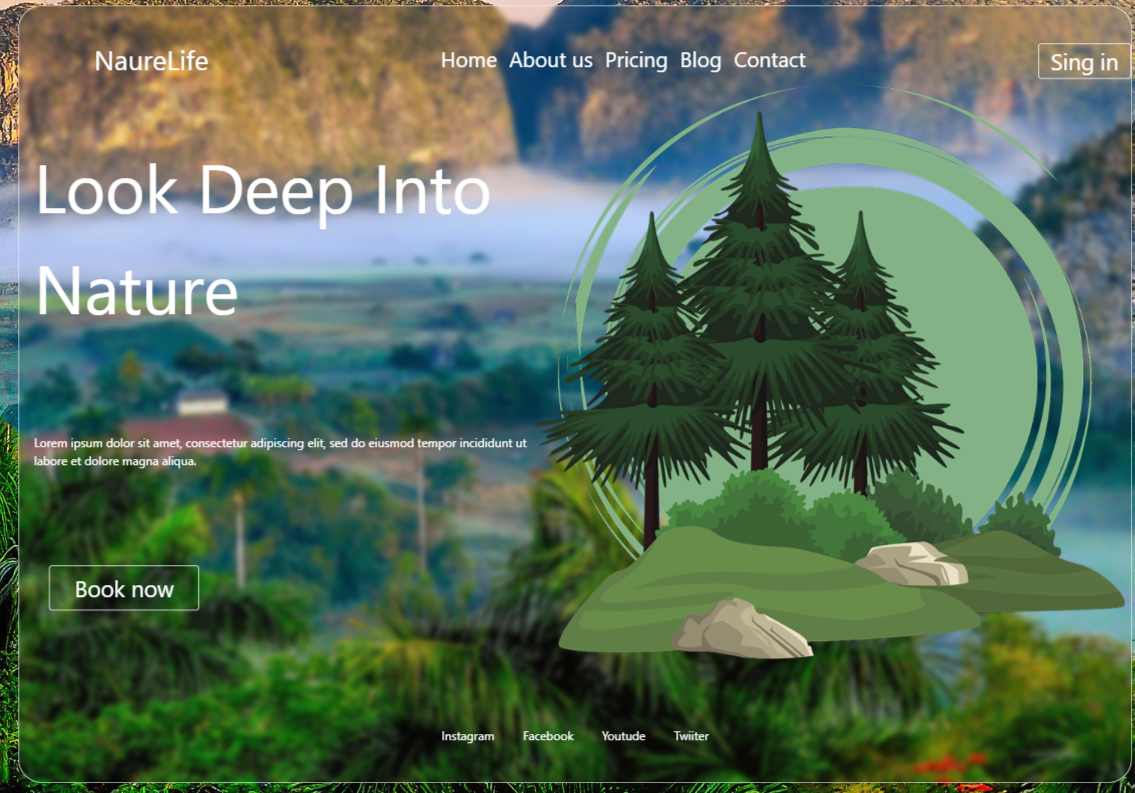 NaureLife
Home About us Pricing Blog Contact
Sing in
Look Deep Into
Nature
Lorem ipsum dolor sit amet, consectetur adipiscing elit, sed do eiusmod tempor incididunt ut
labore et dolore magna aliqua.
Book now
Instagram Facebook Youtude Twiiter